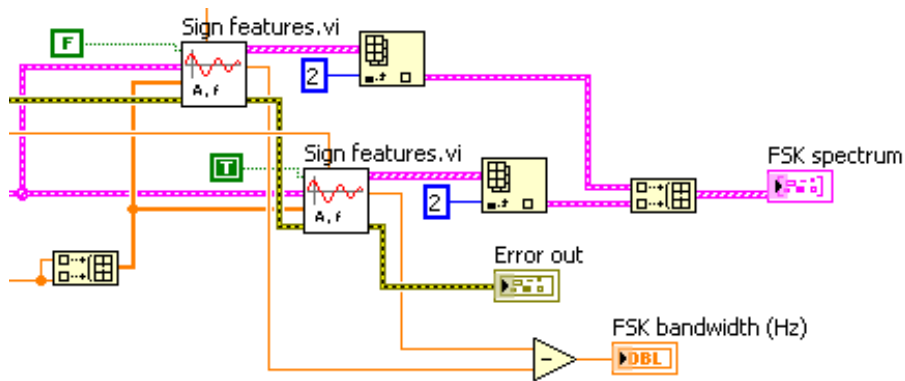 Sign features.vi
F
A,f
2
Sign features.vi
T
A,f
2
FSK spectrum
Error out
FSK bandwidth (Hz)
DBL